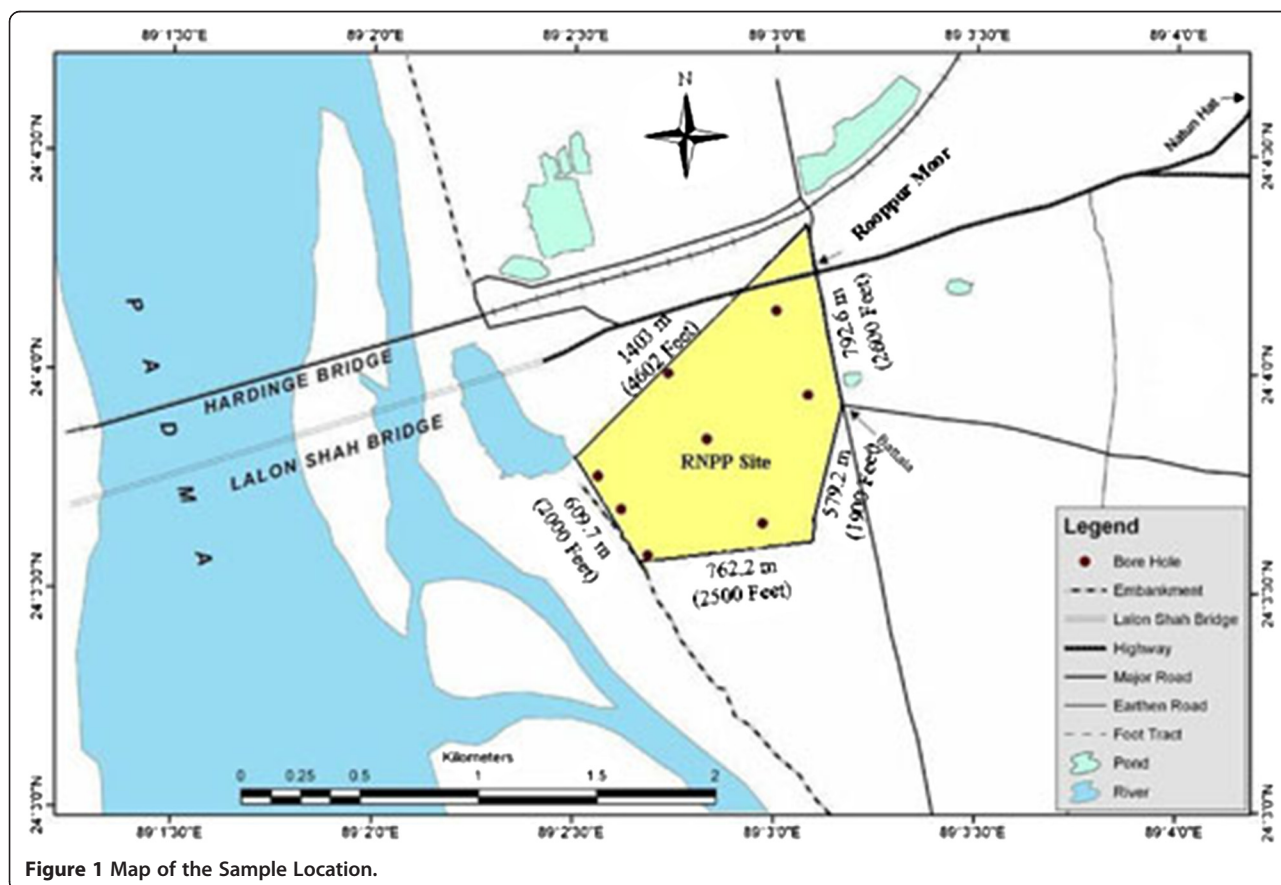 89°1'30"E 89°2'0"E 89°2'30"E 89°3'0"E 89°3'30"E 89°4'0"E
N
24°4'30"N
24°4'30"N
Natun Hat
Rooppur Moor
P A D M A
HARDINGE BRIDGE
LALON SHAH BRIDGE
24°4'0"N
24°4'0"N
1403 m
(4602 Feet)
792.6 m
(2600 Feet)
RNPP Site
Battala
579.2 m
(1900 Feet)
609.7 m
(2000 Feet)
762.2 m
(2500 Feet)
24°3'30"N
24°3'30"N
Legend
Bore Hole
Embankment
Lalon Shah Bridge
Highway
Major Road
Earthen Road
Foot Tract
Pond
River
Kilometers
0 0.25 0.5 1 1.5 2
24°3'0"N
24°3'0"N
89°1'30"E 89°2'0"E 89°2'30"E 89°3'0"E 89°3'30"E 89°4'0"E
Figure 1 Map of the Sample Location.